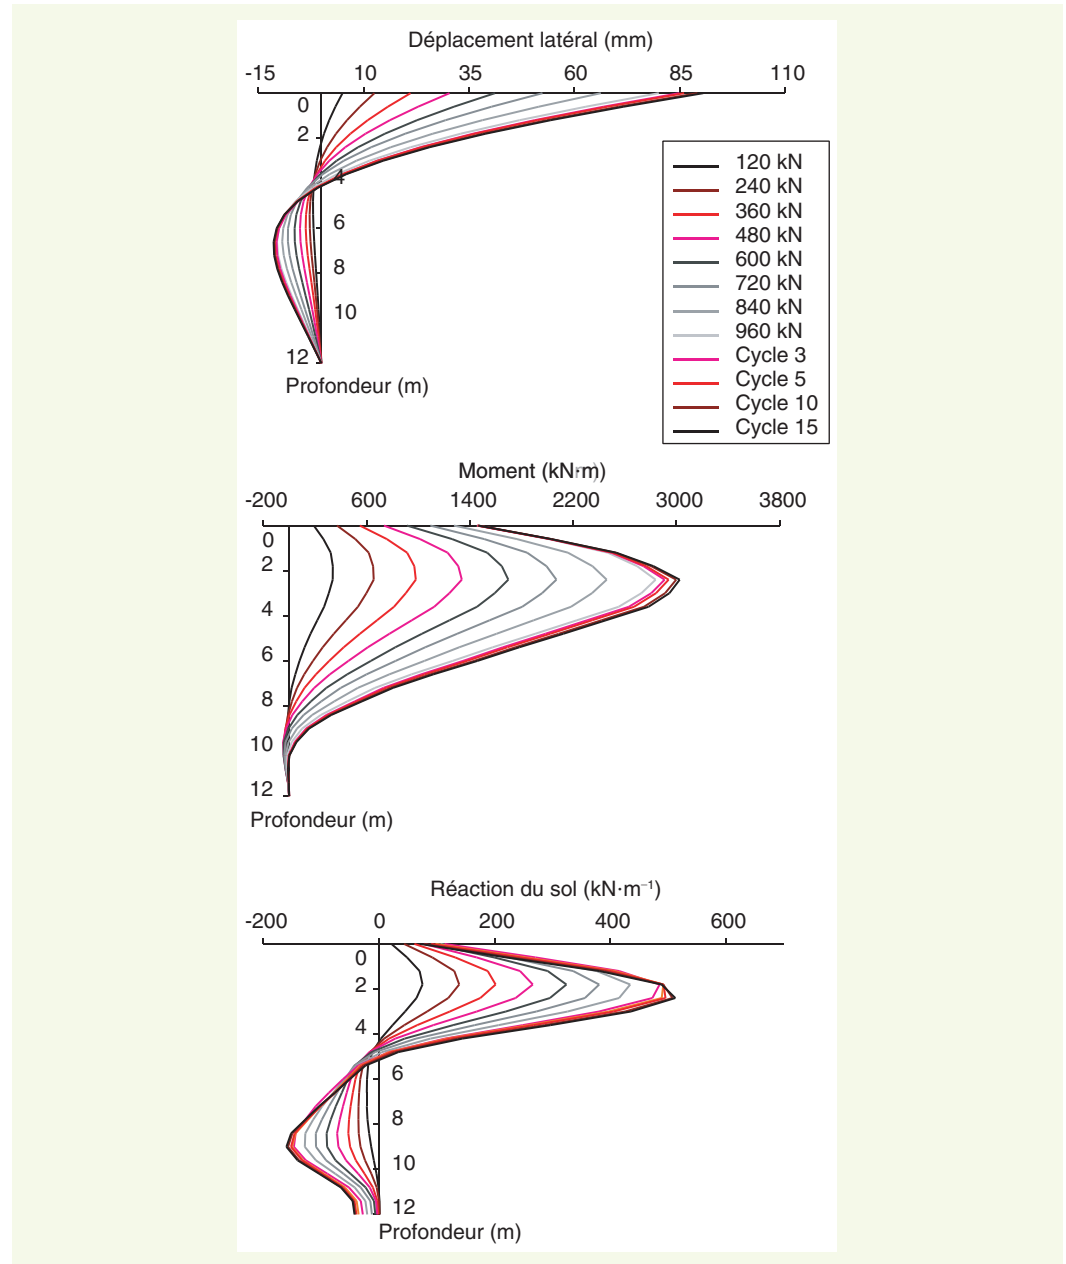 Déplacement latéral (mm)
-15 10 35 60 85 110
0
2
4
6
8
10
12
Profondeur (m)
120 kN
240 kN
360 kN
480 kN
600 kN
720 kN
840 kN
960 kN
Cycle 3
Cycle 5
Cycle 10
Cycle 15
Moment (kN·m)
-200 600 1400 2200 3000 3800
0
2
4
6
8
10
12
Profondeur (m)
Réaction du sol (kN·m⁻¹)
-200 0 200 400 600
0
2
4
6
8
10
12
Profondeur (m)